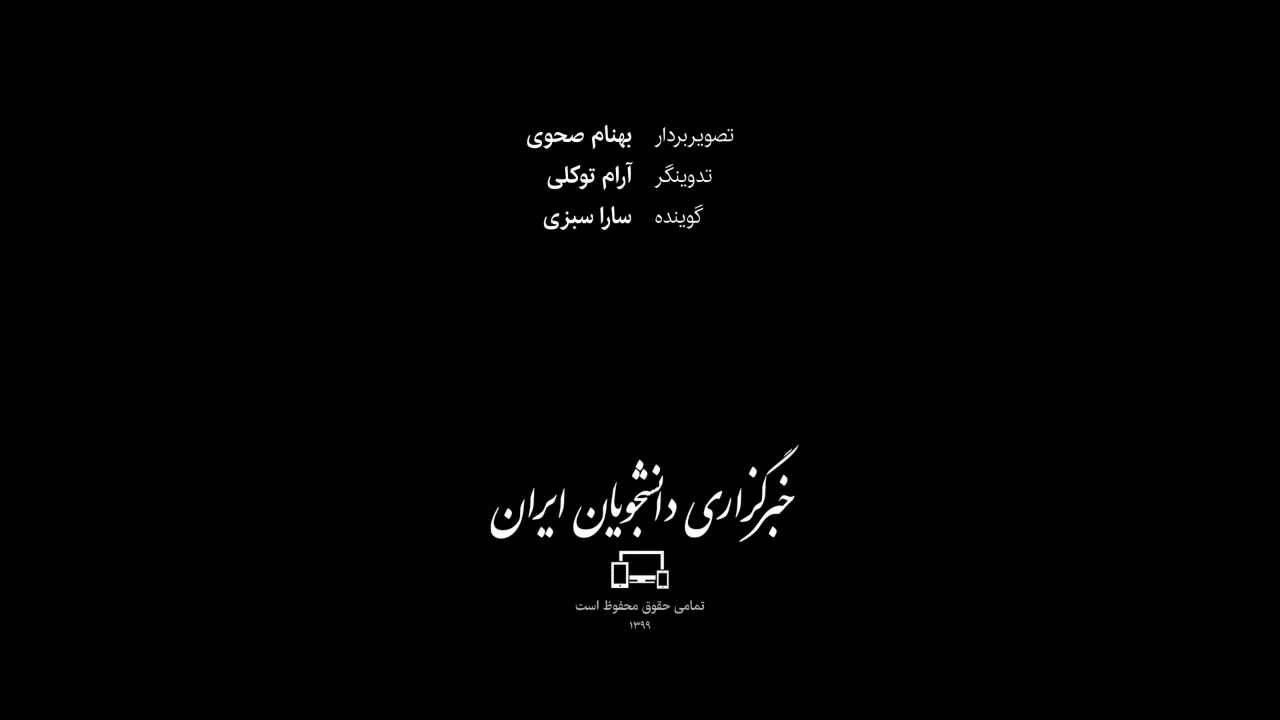 تصویربردار بهنام صحوی
تدوینگر آرام توکلی
گوینده سارا سبزی
خبرگزاری دانشجویان ایران
تمامی حقوق محفوظ است
۱۳۹۹